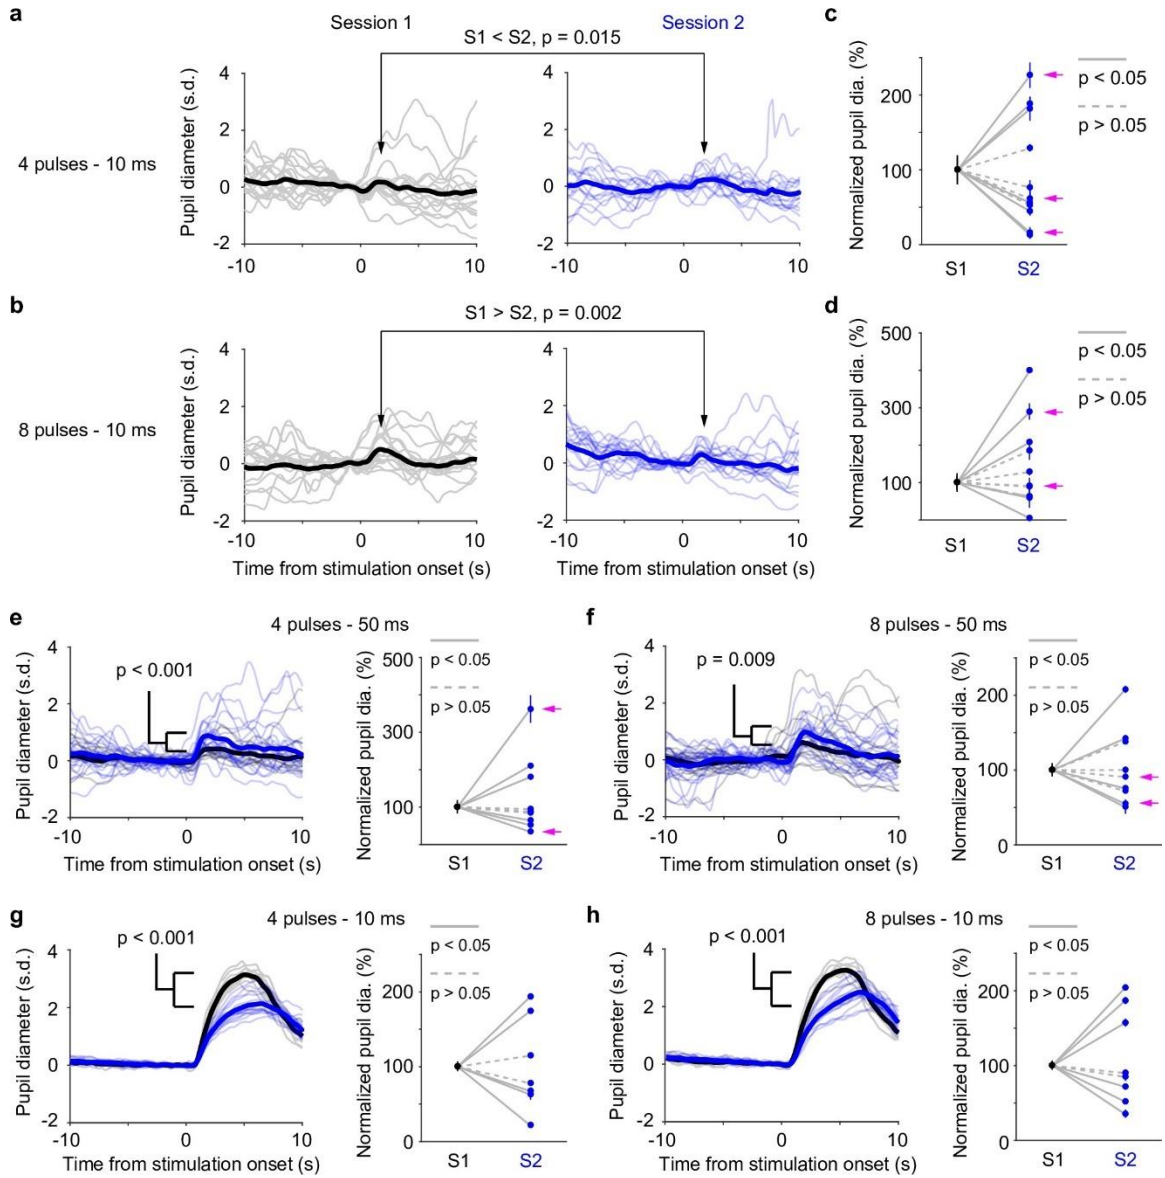 a
Session 1
Session 2
S1 < S2, p = 0.015
4 pulses - 10 ms
Pupil diameter (s.d.)
4
2
0
-2
-10
0
10
-10
0
10
c
Normalized pupil dia. (%)
200
100
0
S1
S2
p < 0.05
p > 0.05
b
S1 > S2, p = 0.002
8 pulses - 10 ms
Pupil diameter (s.d.)
4
2
0
-2
-10
0
10
Time from stimulation onset (s)
4
2
0
-2
-10
0
10
Time from stimulation onset (s)
d
Normalized pupil dia. (%)
500
300
100
S1
S2
p < 0.05
p > 0.05
e
4 pulses - 50 ms
p < 0.001
Pupil diameter (s.d.)
4
2
0
-2
-10
0
10
Time from stimulation onset (s)
Normalized pupil dia. (%)
500
300
100
p < 0.05
p > 0.05
S1
S2
f
8 pulses - 50 ms
p = 0.009
Pupil diameter (s.d.)
4
2
0
-2
-10
0
10
Time from stimulation onset (s)
Normalized pupil dia. (%)
200
100
0
p < 0.05
p > 0.05
S1
S2
g
4 pulses - 10 ms
p < 0.001
Pupil diameter (s.d.)
4
2
0
-2
-10
0
10
Time from stimulation onset (s)
Normalized pupil dia. (%)
200
100
0
p < 0.05
p > 0.05
S1
S2
h
8 pulses - 10 ms
p < 0.001
Pupil diameter (s.d.)
4
2
0
-2
-10
0
10
Time from stimulation onset (s)
Normalized pupil dia. (%)
200
100
0
p < 0.05
p > 0.05
S1
S2